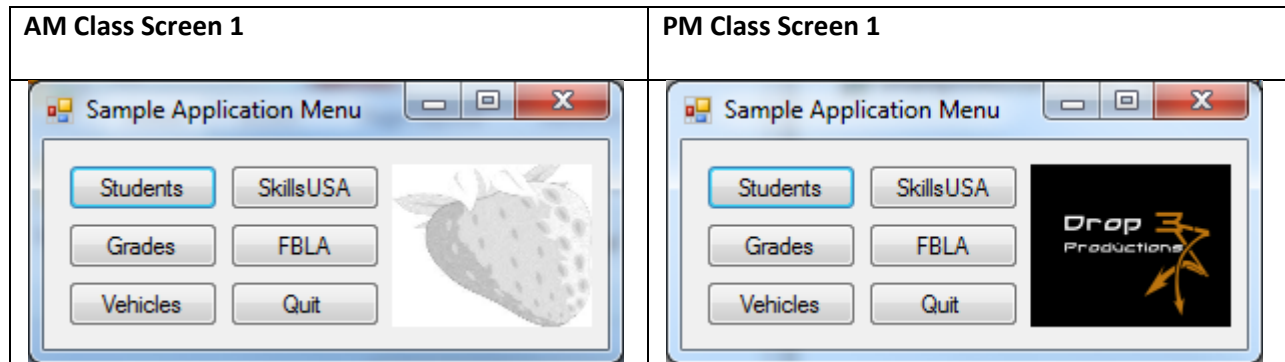 AM Class Screen 1
PM Class Screen 1
Sample Application Menu
Students SkillsUSA
Grades FBLA
Vehicles Quit
Sample Application Menu
Students SkillsUSA
Grades FBLA
Vehicles Quit
Drop 3
Productions